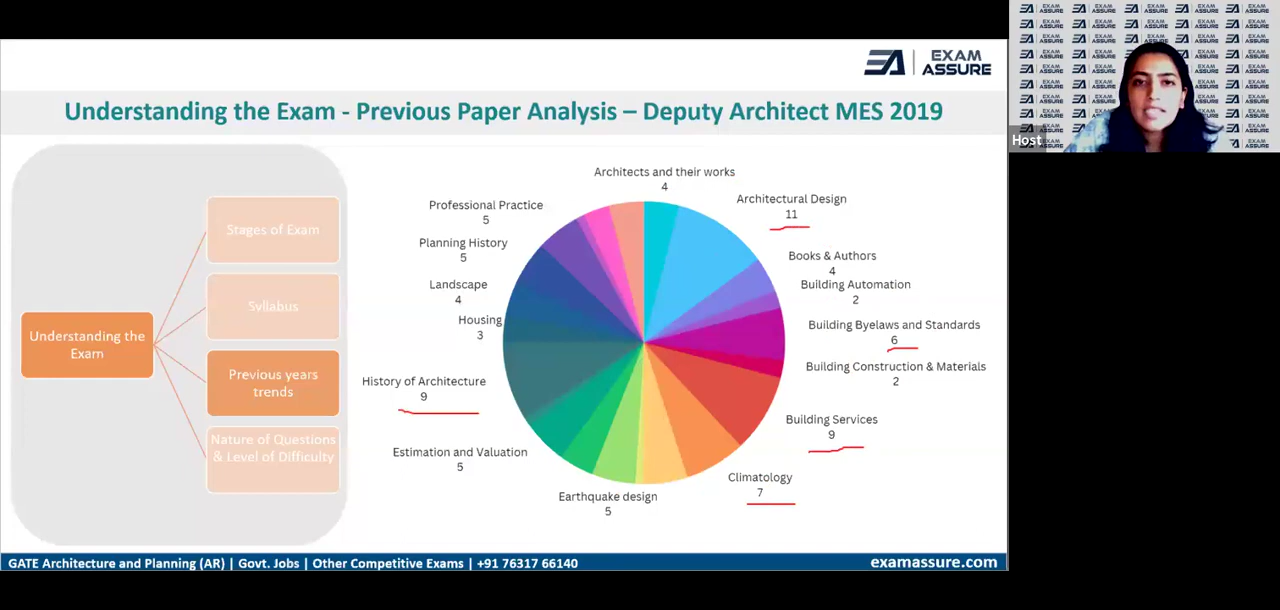 EXAM
ASSURE
Understanding the Exam - Previous Paper Analysis – Deputy Architect MES 2019
Understanding the
Exam
Stages of Exam
Syllabus
Previous years
trends
Nature of Questions
& Level of Difficulty
Architects and their works
4
Architectural Design
11
Books & Authors
4
Building Automation
2
Building Byelaws and Standards
6
Building Construction & Materials
2
Building Services
9
Climatology
7
Earthquake design
5
Estimation and Valuation
5
History of Architecture
9
Housing
3
Landscape
4
Planning History
5
Professional Practice
5
GATE Architecture and Planning (AR) | Govt. Jobs | Other Competitive Exams | +91 76317 66140
examassure.com
Host
EXAM
ASSURE